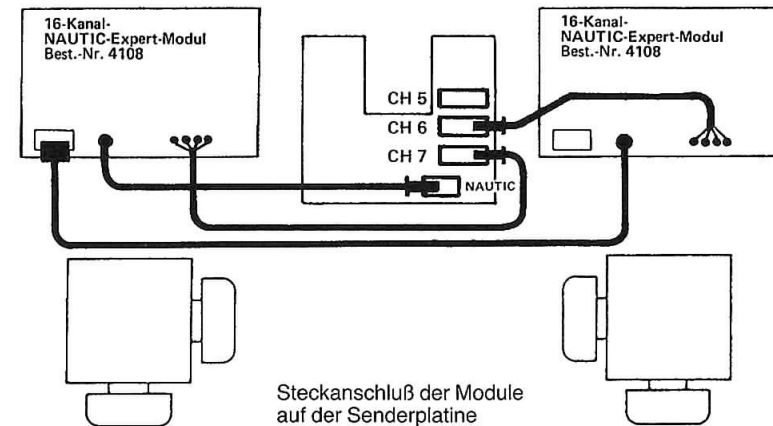 16-Kanal-
NAUTIC-Expert-Modul
Best.-Nr. 4108
CH 5
CH 6
CH 7
NAUTIC
16-Kanal-
NAUTIC-Expert-Modul
Best.-Nr. 4108
Steckanschluß der Module
auf der Senderplatine